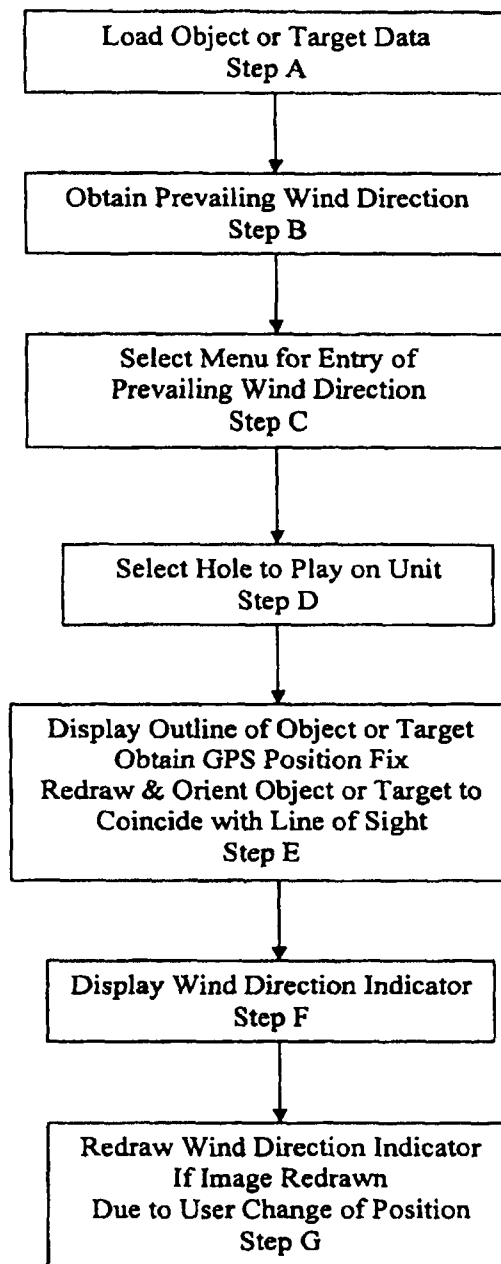 Load Object or Target Data
Step A
Obtain Prevailing Wind Direction
Step B
Select Menu for Entry of
Prevailing Wind Direction
Step C
Select Hole to Play on Unit
Step D
Display Outline of Object or Target
Obtain GPS Position Fix
Redraw & Orient Object or Target to
Coincide with Line of Sight
Step E
Display Wind Direction Indicator
Step F
Redraw Wind Direction Indicator
If Image Redrawn
Due to User Change of Position
Step G